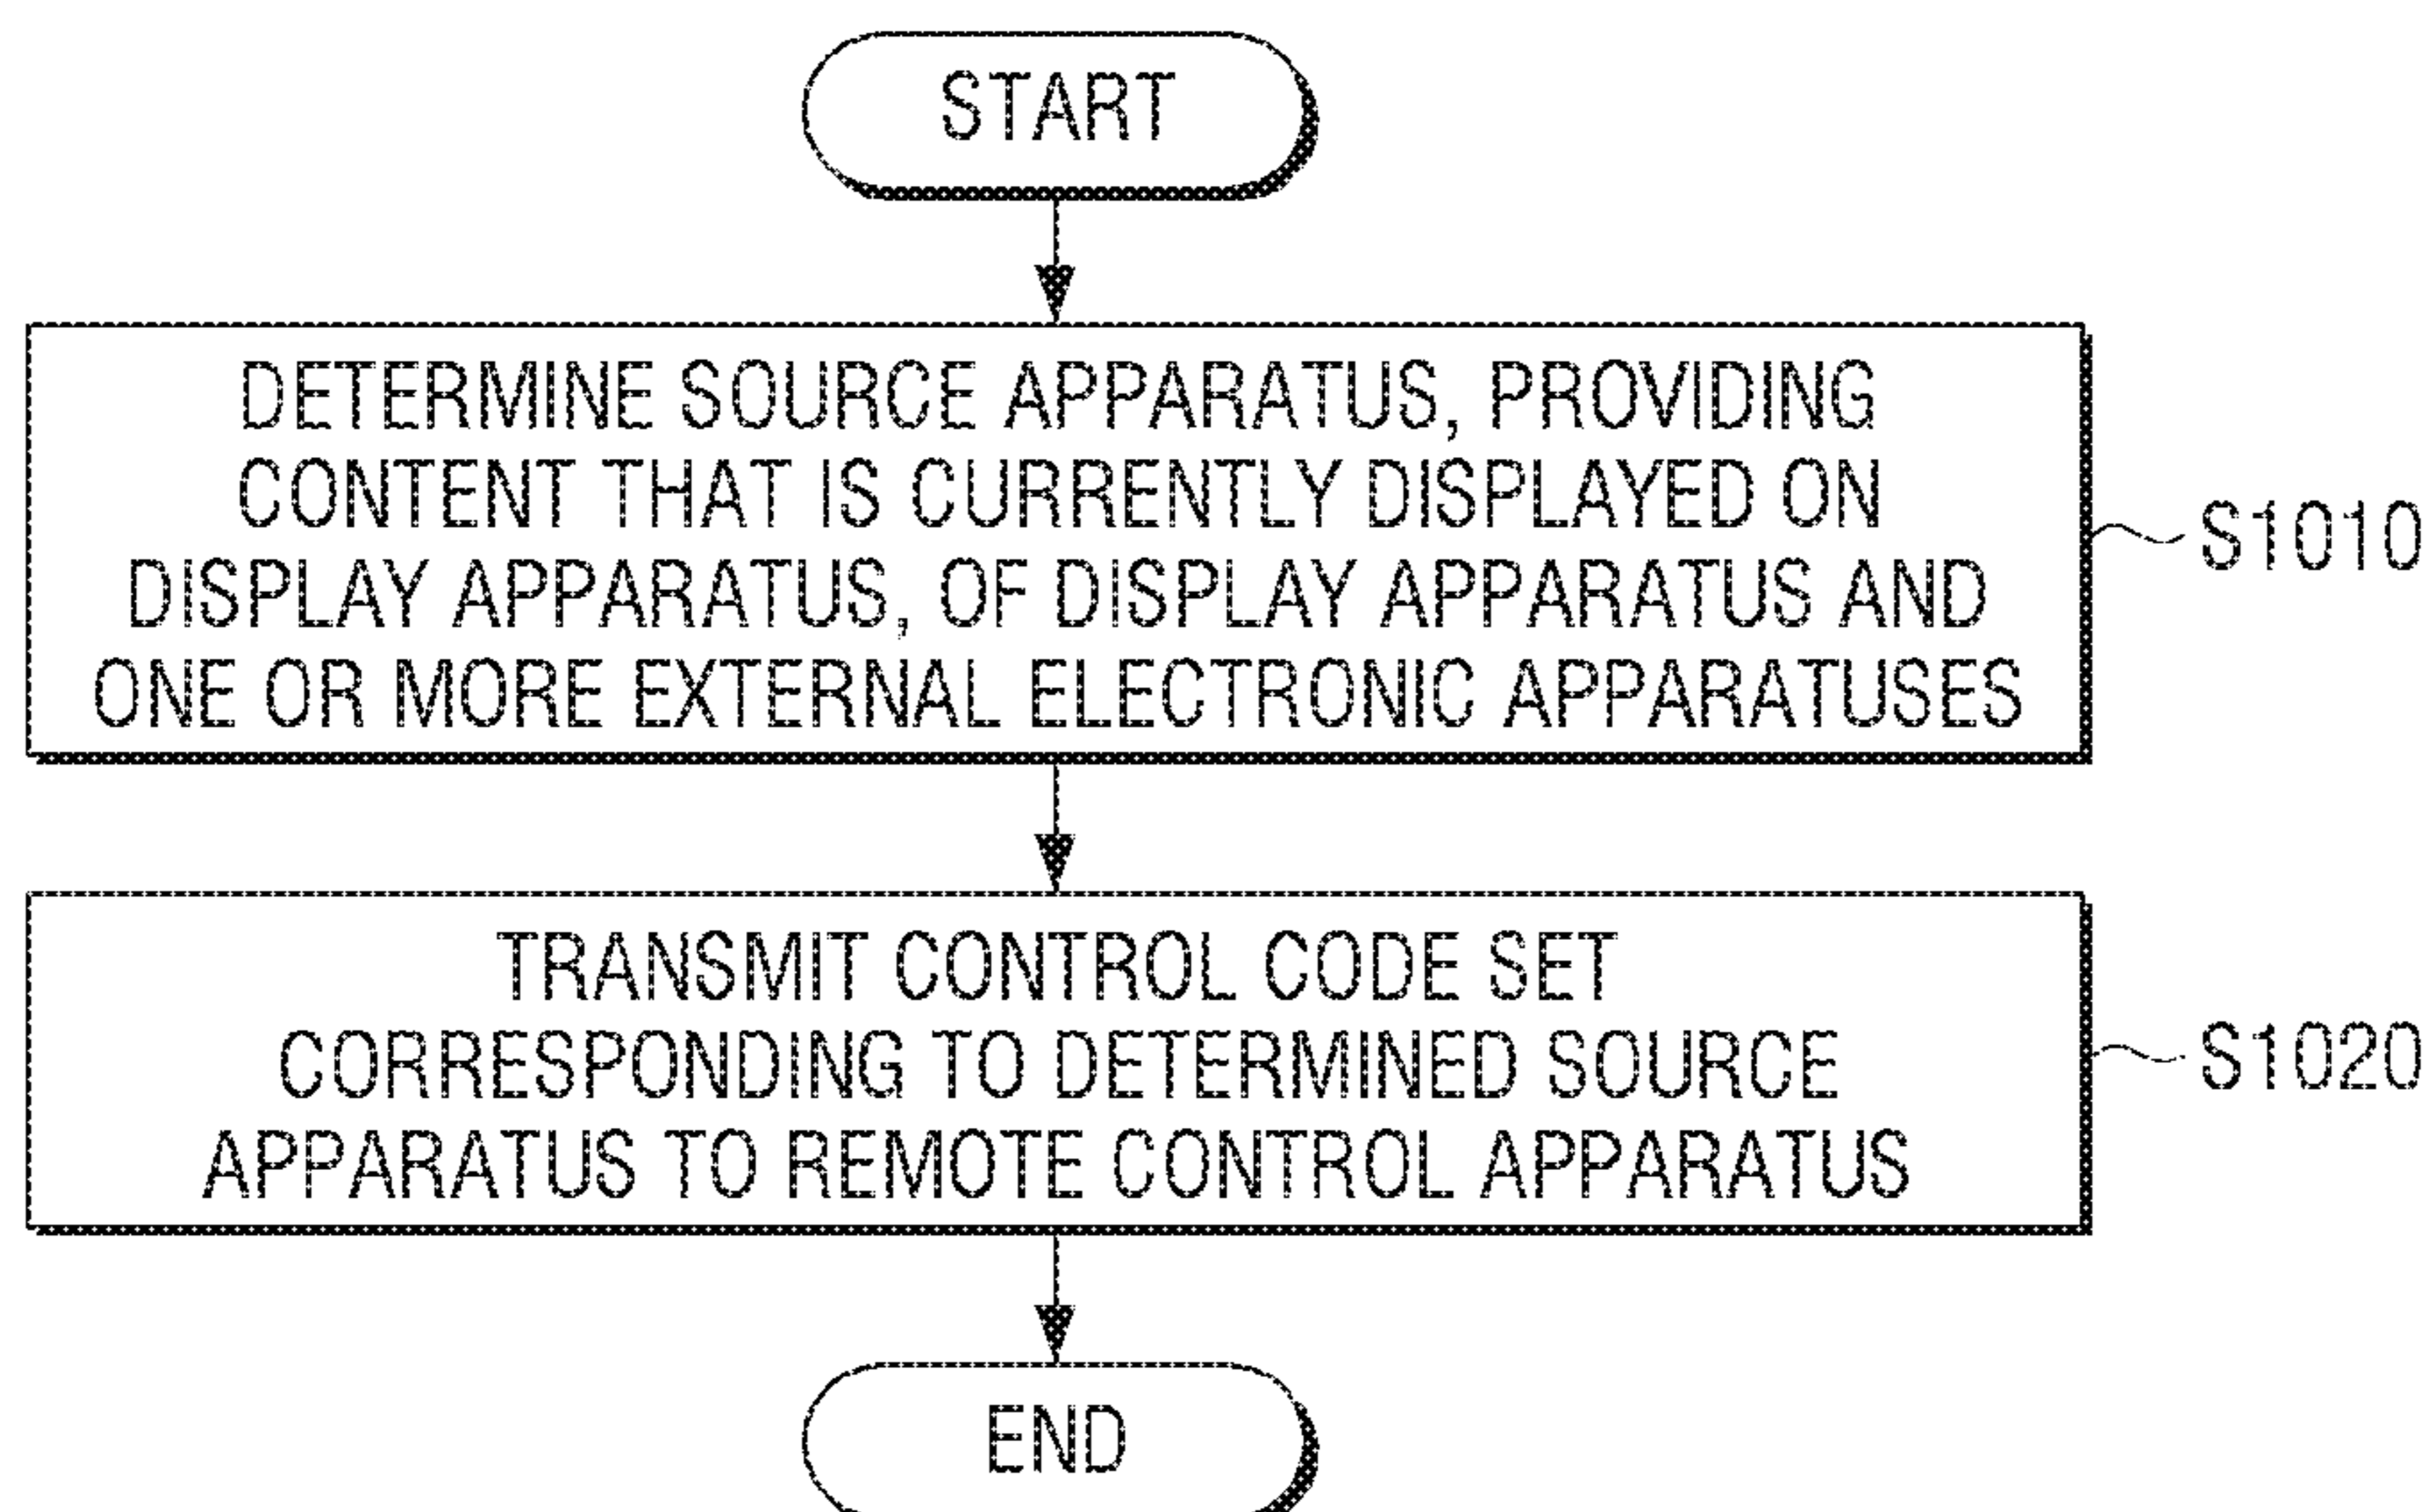 START
DETERMINE SOURCE APPARATUS, PROVIDING
CONTENT THAT IS CURRENTLY DISPLAYED ON
DISPLAY APPARATUS, OF DISPLAY APPARATUS AND
ONE OR MORE EXTERNAL ELECTRONIC APPARATUSES
S1010
TRANSMIT CONTROL CODE SET
CORRESPONDING TO DETERMINED SOURCE
APPARATUS TO REMOTE CONTROL APPARATUS
S1020
END